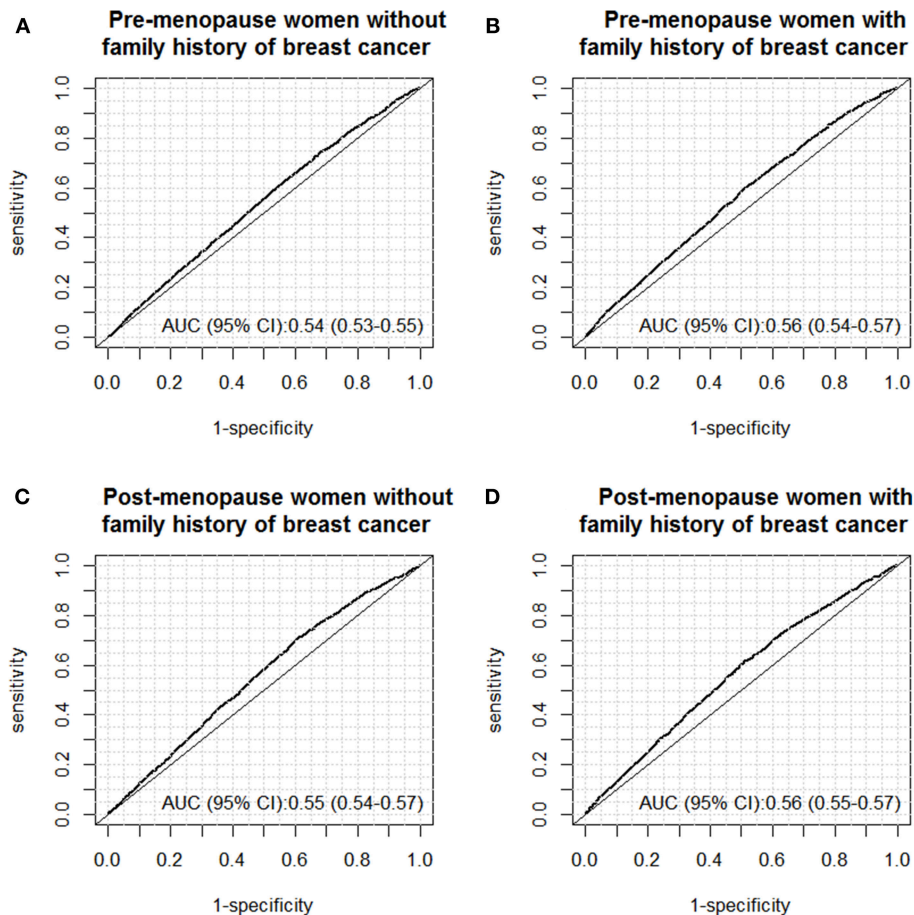 A
Pre-menopause women without
family history of breast cancer
sensitivity
0.0 0.2 0.4 0.6 0.8 1.0
AUC (95% CI):0.54 (0.53-0.55)
0.0 0.2 0.4 0.6 0.8 1.0
1-specificity
B
Pre-menopause women with
family history of breast cancer
sensitivity
0.0 0.2 0.4 0.6 0.8 1.0
AUC (95% CI):0.56 (0.54-0.57)
0.0 0.2 0.4 0.6 0.8 1.0
1-specificity
C
Post-menopause women without
family history of breast cancer
sensitivity
0.0 0.2 0.4 0.6 0.8 1.0
AUC (95% CI):0.55 (0.54-0.57)
0.0 0.2 0.4 0.6 0.8 1.0
1-specificity
D
Post-menopause women with
family history of breast cancer
sensitivity
0.0 0.2 0.4 0.6 0.8 1.0
AUC (95% CI):0.56 (0.55-0.57)
0.0 0.2 0.4 0.6 0.8 1.0
1-specificity